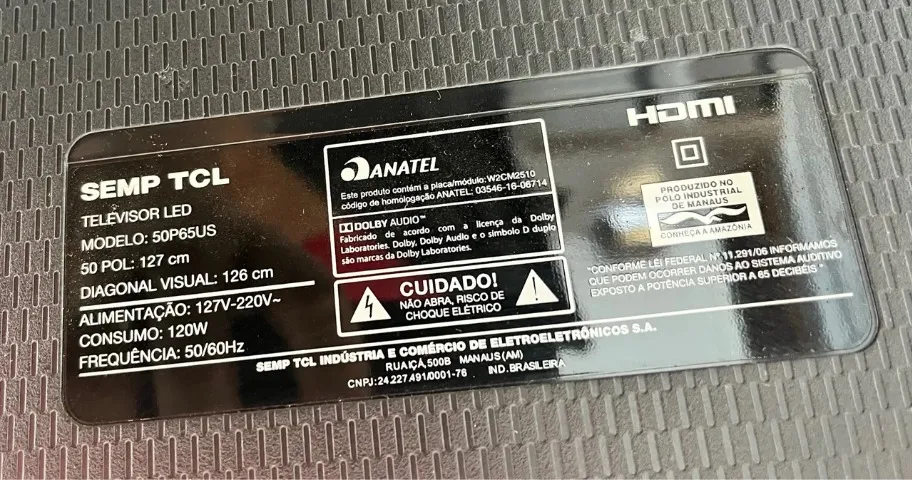 SEMP TCL
TELEVISOR LED
MODELO: 50P65US
50 POL: 127 cm
DIAGONAL VISUAL: 126 cm
ALIMENTAÇÃO: 127V-220V~
CONSUMO: 120W
FREQUÊNCIA: 50/60Hz
ANATEL
Este produto contém a placa/módulo: W2CM2510
código de homologação ANATEL: 03546-16-06714
DOLBY AUDIO™
Fabricado de acordo com a licença da Dolby
Laboratories. Dolby, Dolby Audio e o símbolo D duplo
são marcas da Dolby Laboratories.
CUIDADO!
NÃO ABRA, RISCO DE
CHOQUE ELÉTRICO
HDMI
PRODUZIDO NO
POLO INDUSTRIAL
DE MANAUS
CONHEÇA A AMAZÔNIA
"CONFORME LEI FEDERAL Nº 11.291/06 INFORMAMOS
QUE PODEM OCORRER DANOS AO SISTEMA AUDITIVO
EXPOSTO A POTÊNCIA SUPERIOR A 85 DECIBÉIS"
SEMP TCL INDÚSTRIA E COMÉRCIO DE ELETROELETRÔNICOS S.A.
RUA IÇÁ, 500B MANAUS (AM)
CNPJ: 24.227.491/0001-76 IND. BRASILEIRA